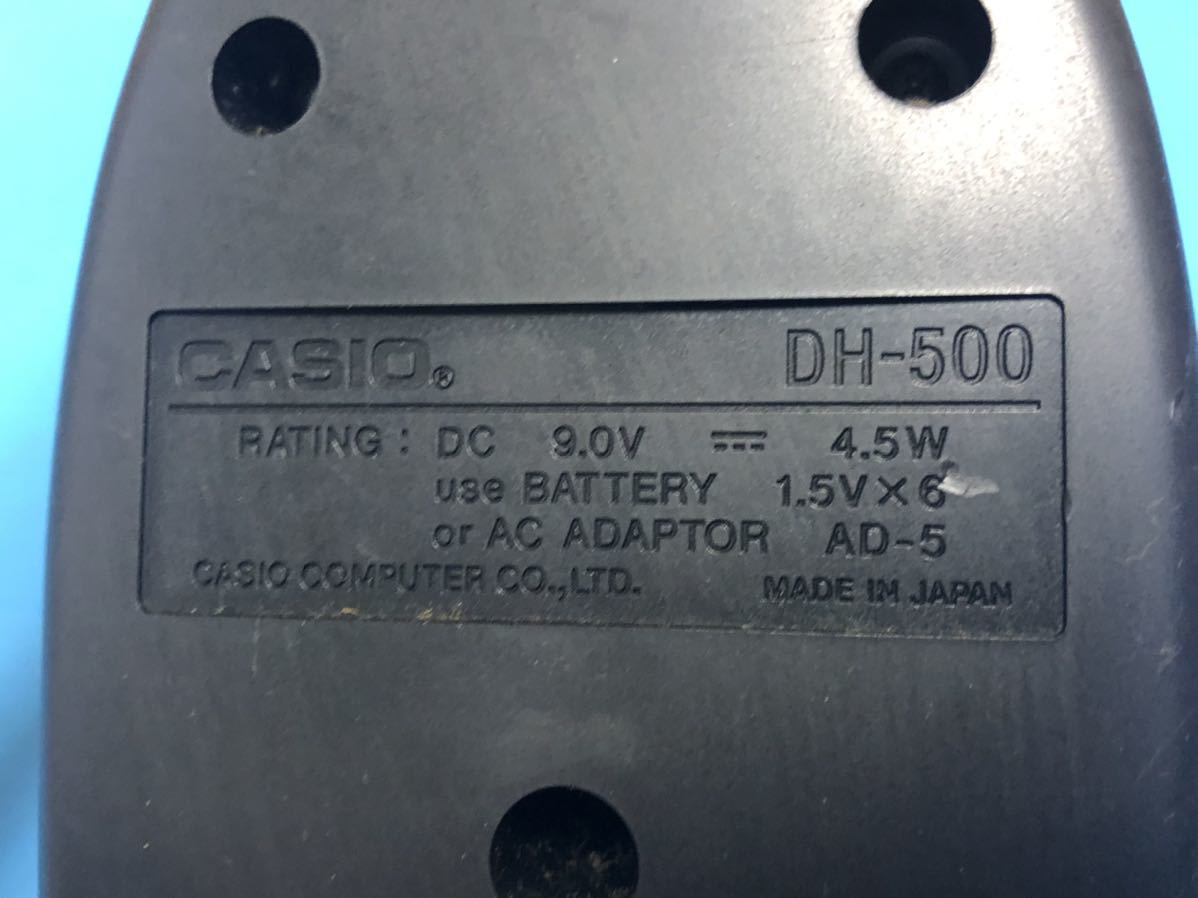 CASIO® DH-500
RATING : DC 9.0V ⎓ 4.5W
use BATTERY 1.5V×6
or AC ADAPTOR AD-5
CASIO COMPUTER CO.,LTD. MADE IN JAPAN